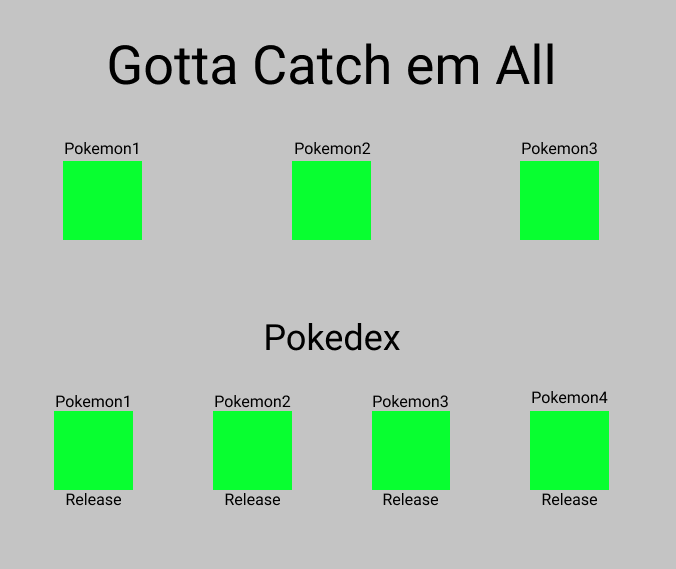 Gotta Catch em All
Pokemon1 Pokemon2 Pokemon3
Pokedex
Pokemon1 Pokemon2 Pokemon3 Pokemon4
Release Release Release Release